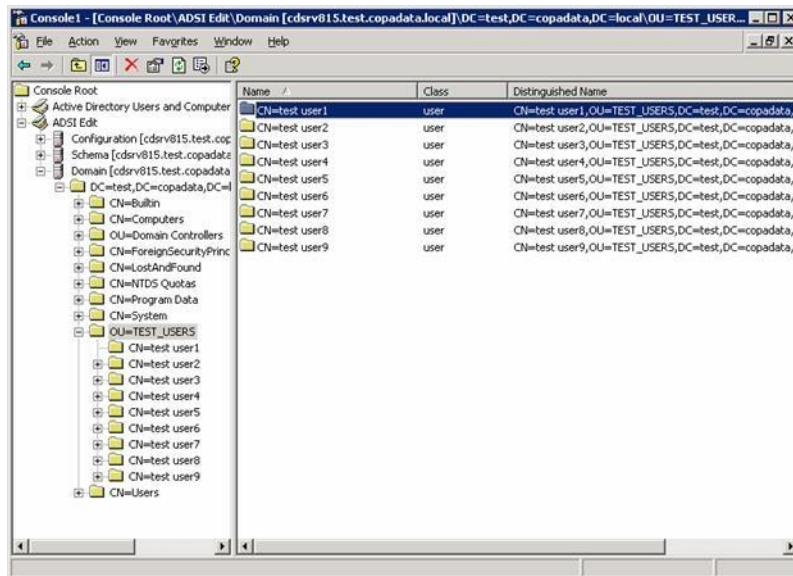 Console1 - [Console Root\ADSI Edit\Domain [cdsrv815.test.copadata.local]\DC=test,DC=copadata,DC=local\OU=TEST_USER...
File Action View Favorites Window Help
Console Root
Active Directory Users and Computer
ADSI Edit
Configuration [cdsrv815.test.cop
Schema [cdsrv815.test.copadata
Domain [cdsrv815.test.copadata
DC=test,DC=copadata,DC=l
CN=Builtin
CN=Computers
OU=Domain Controllers
CN=ForeignSecurityPrinc
CN=LostAndFound
CN=NTDS Quotas
CN=Program Data
CN=System
OU=TEST_USERS
CN=test user1
CN=test user2
CN=test user3
CN=test user4
CN=test user5
CN=test user6
CN=test user7
CN=test user8
CN=test user9
CN=Users
Name Class Distinguished Name
CN=test user1 user CN=test user1,OU=TEST_USERS,DC=test,DC=copadata,
CN=test user2 user CN=test user2,OU=TEST_USERS,DC=test,DC=copadata,
CN=test user3 user CN=test user3,OU=TEST_USERS,DC=test,DC=copadata,
CN=test user4 user CN=test user4,OU=TEST_USERS,DC=test,DC=copadata,
CN=test user5 user CN=test user5,OU=TEST_USERS,DC=test,DC=copadata,
CN=test user6 user CN=test user6,OU=TEST_USERS,DC=test,DC=copadata,
CN=test user7 user CN=test user7,OU=TEST_USERS,DC=test,DC=copadata,
CN=test user8 user CN=test user8,OU=TEST_USERS,DC=test,DC=copadata,
CN=test user9 user CN=test user9,OU=TEST_USERS,DC=test,DC=copadata,